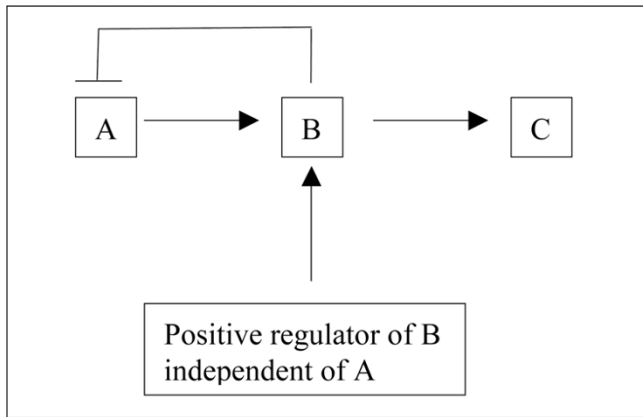 A
B
C
Positive regulator of B
independent of A